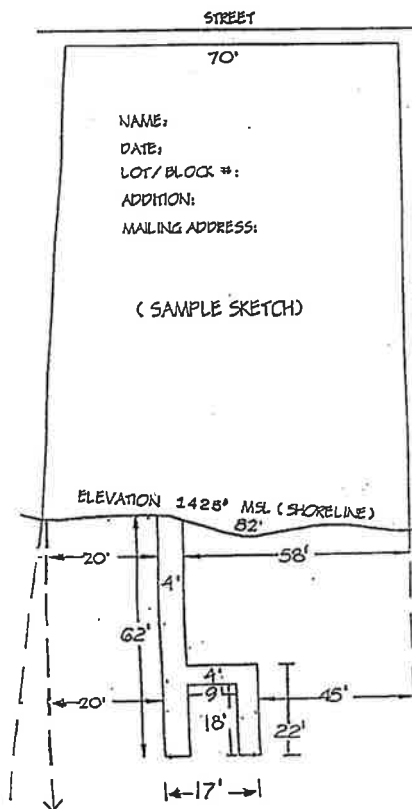 STREET
70'
NAME:
DATE:
LOT/BLOCK #:
ADDITION:
MAILING ADDRESS:
(SAMPLE SKETCH)
ELEVATION 1425' MSL (SHORELINE)
82'
20'
58'
4'
62'
4'
9'
20'
45'
18'
22'
17'